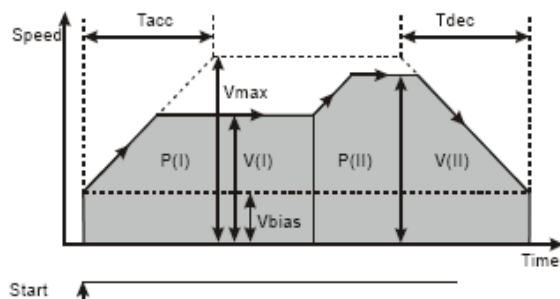 Tacc Tdec
Speed
Vmax
P(I) V(I) P(II) V(II)
Vbias
Time
Start